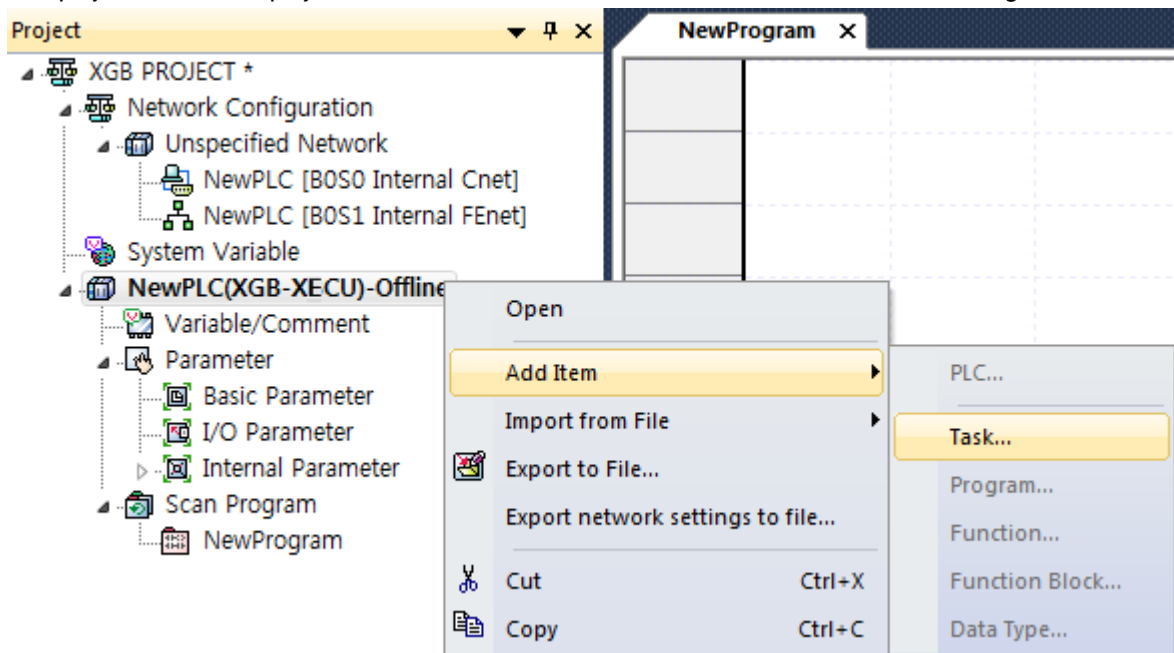 Project
NewProgram
XGB PROJECT *
Network Configuration
Unspecified Network
NewPLC [B0S0 Internal Cnet]
NewPLC [B0S1 Internal FEnet]
System Variable
NewPLC(XGB-XECU)-Offline
Variable/Comment
Parameter
Basic Parameter
I/O Parameter
Internal Parameter
Scan Program
NewProgram
Open
Add Item
Import from File
Export to File...
Export network settings to file...
Cut Ctrl+X
Copy Ctrl+C
PLC...
Task...
Program...
Function...
Function Block...
Data Type...